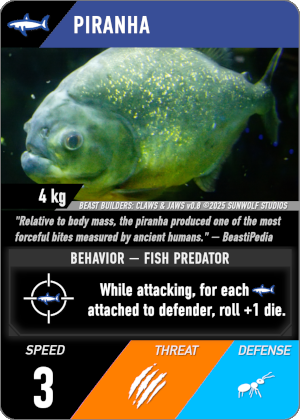 PIRANHA
4 kg
BEAST BUILDERS: CLAWS & JAWS v0.8 @2025 SUNWOLF STUDIOS
"Relative to body mass, the piranha produced one of the most
forceful bites measured by ancient humans." — BeastiPedia
BEHAVIOR — FISH PREDATOR
While attacking, for each
attached to defender, roll +1 die.
SPEED
THREAT
DEFENSE
3